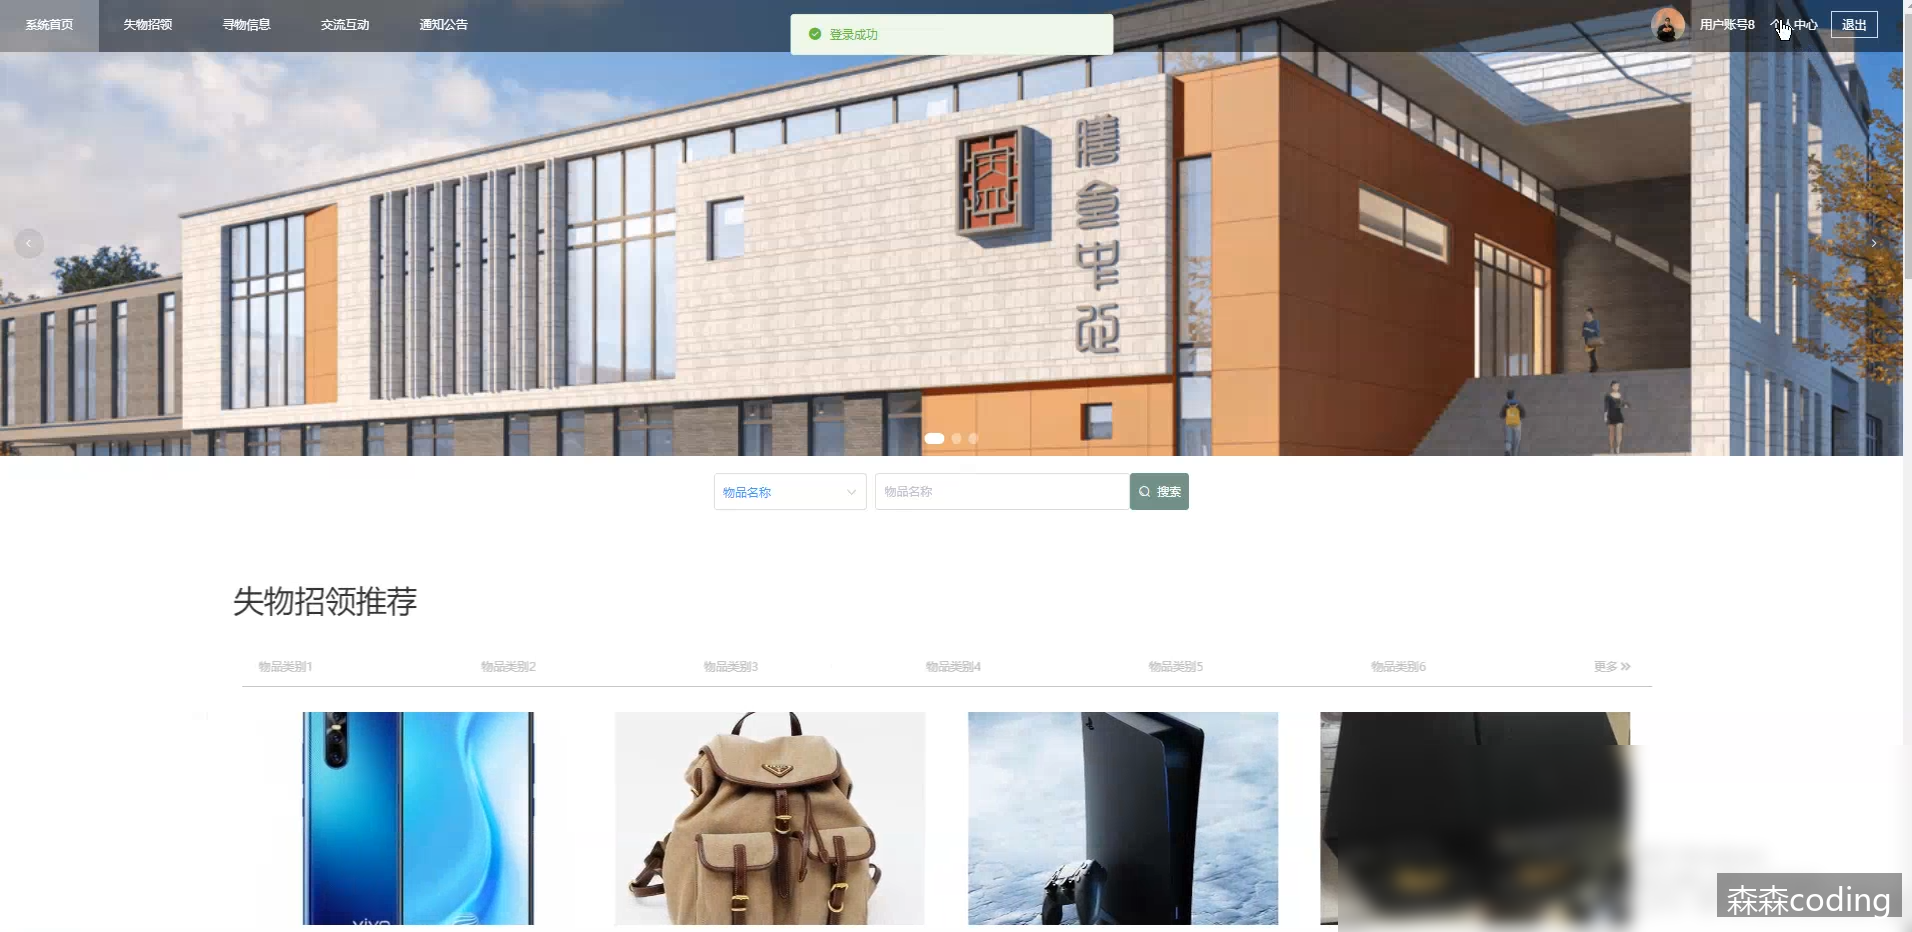 系统首页
失物招领
寻物信息
交流互动
通知公告
登录成功
用户账号8
个人中心
退出
膳食中心
物品名称
物品名称
搜索
失物招领推荐
物品类别1
物品类别2
物品类别3
物品类别4
物品类别5
物品类别6
更多
vivo
森森coding